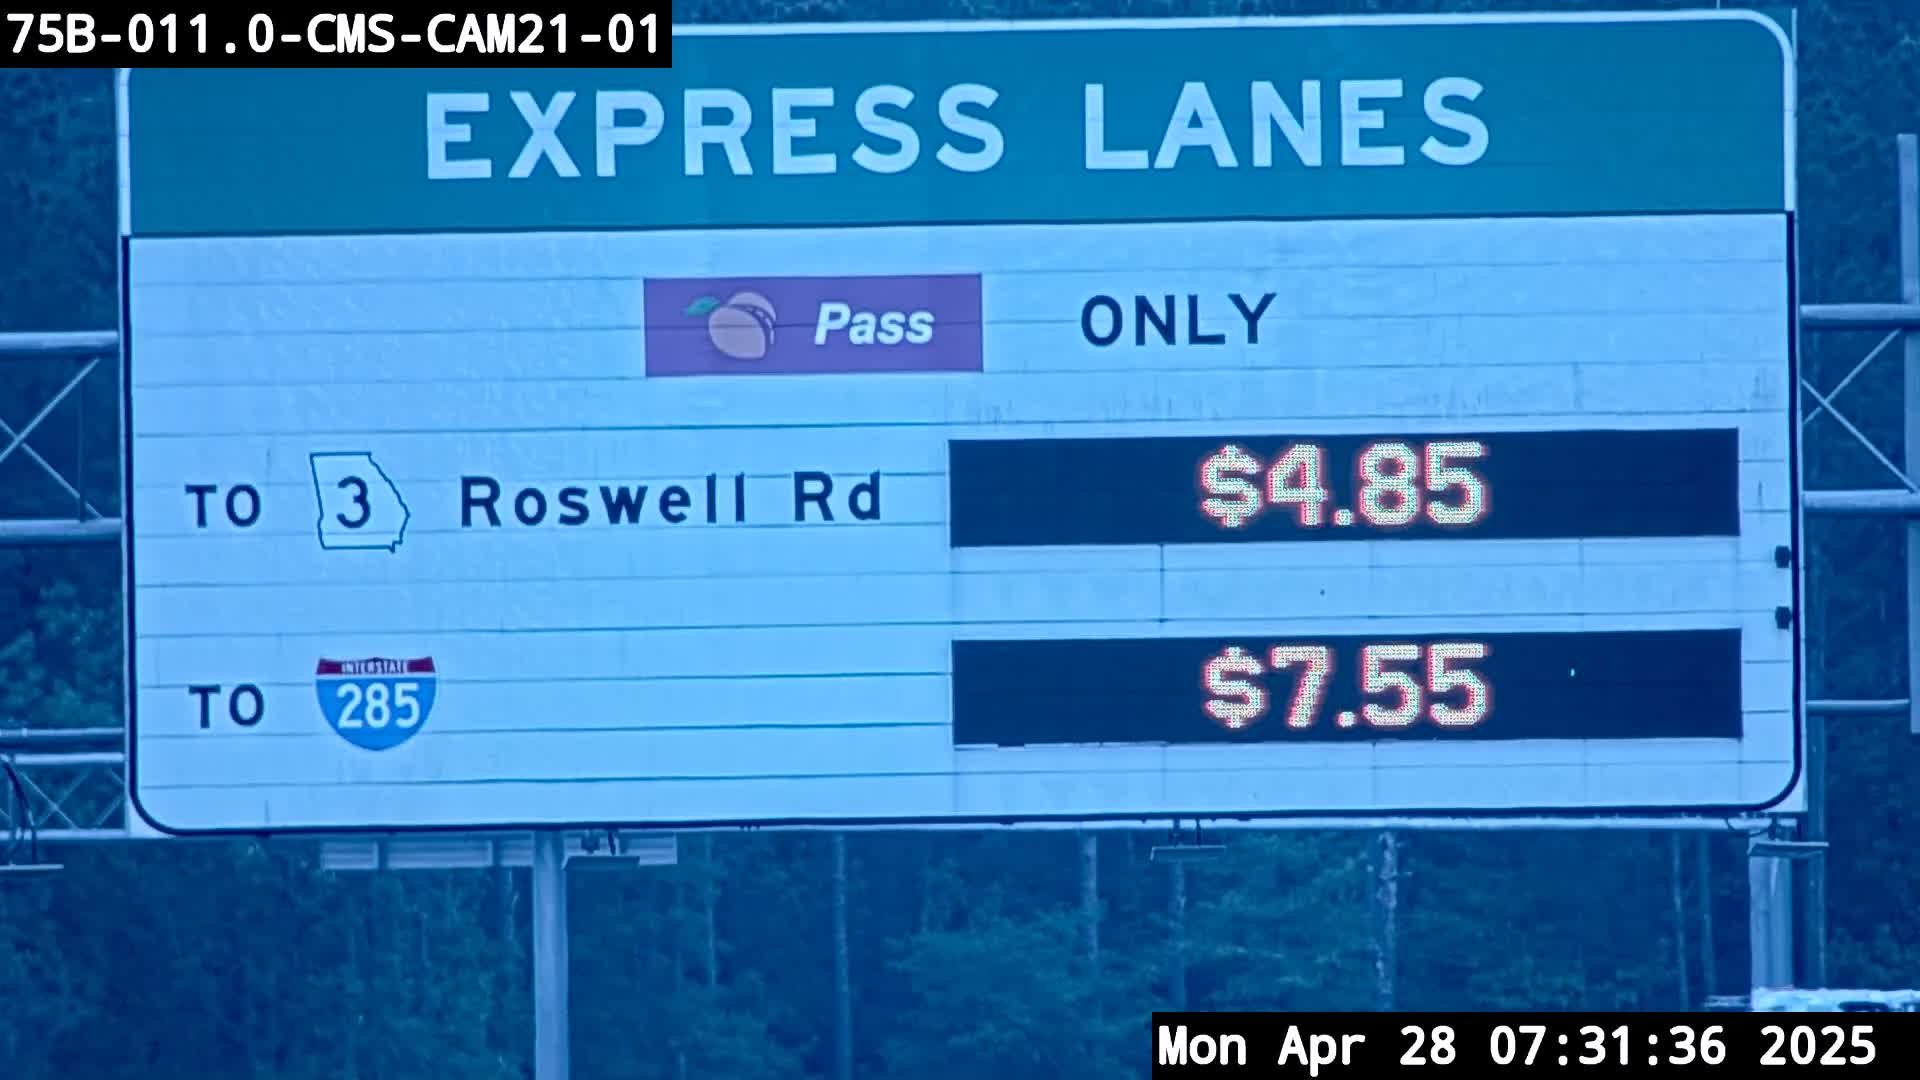 75B-011.0-CMS-CAM21-01
EXPRESS LANES
Pass ONLY
TO 3 Roswell Rd $4.85
TO INTERSTATE 285 $7.55
Mon Apr 28 07:31:36 2025